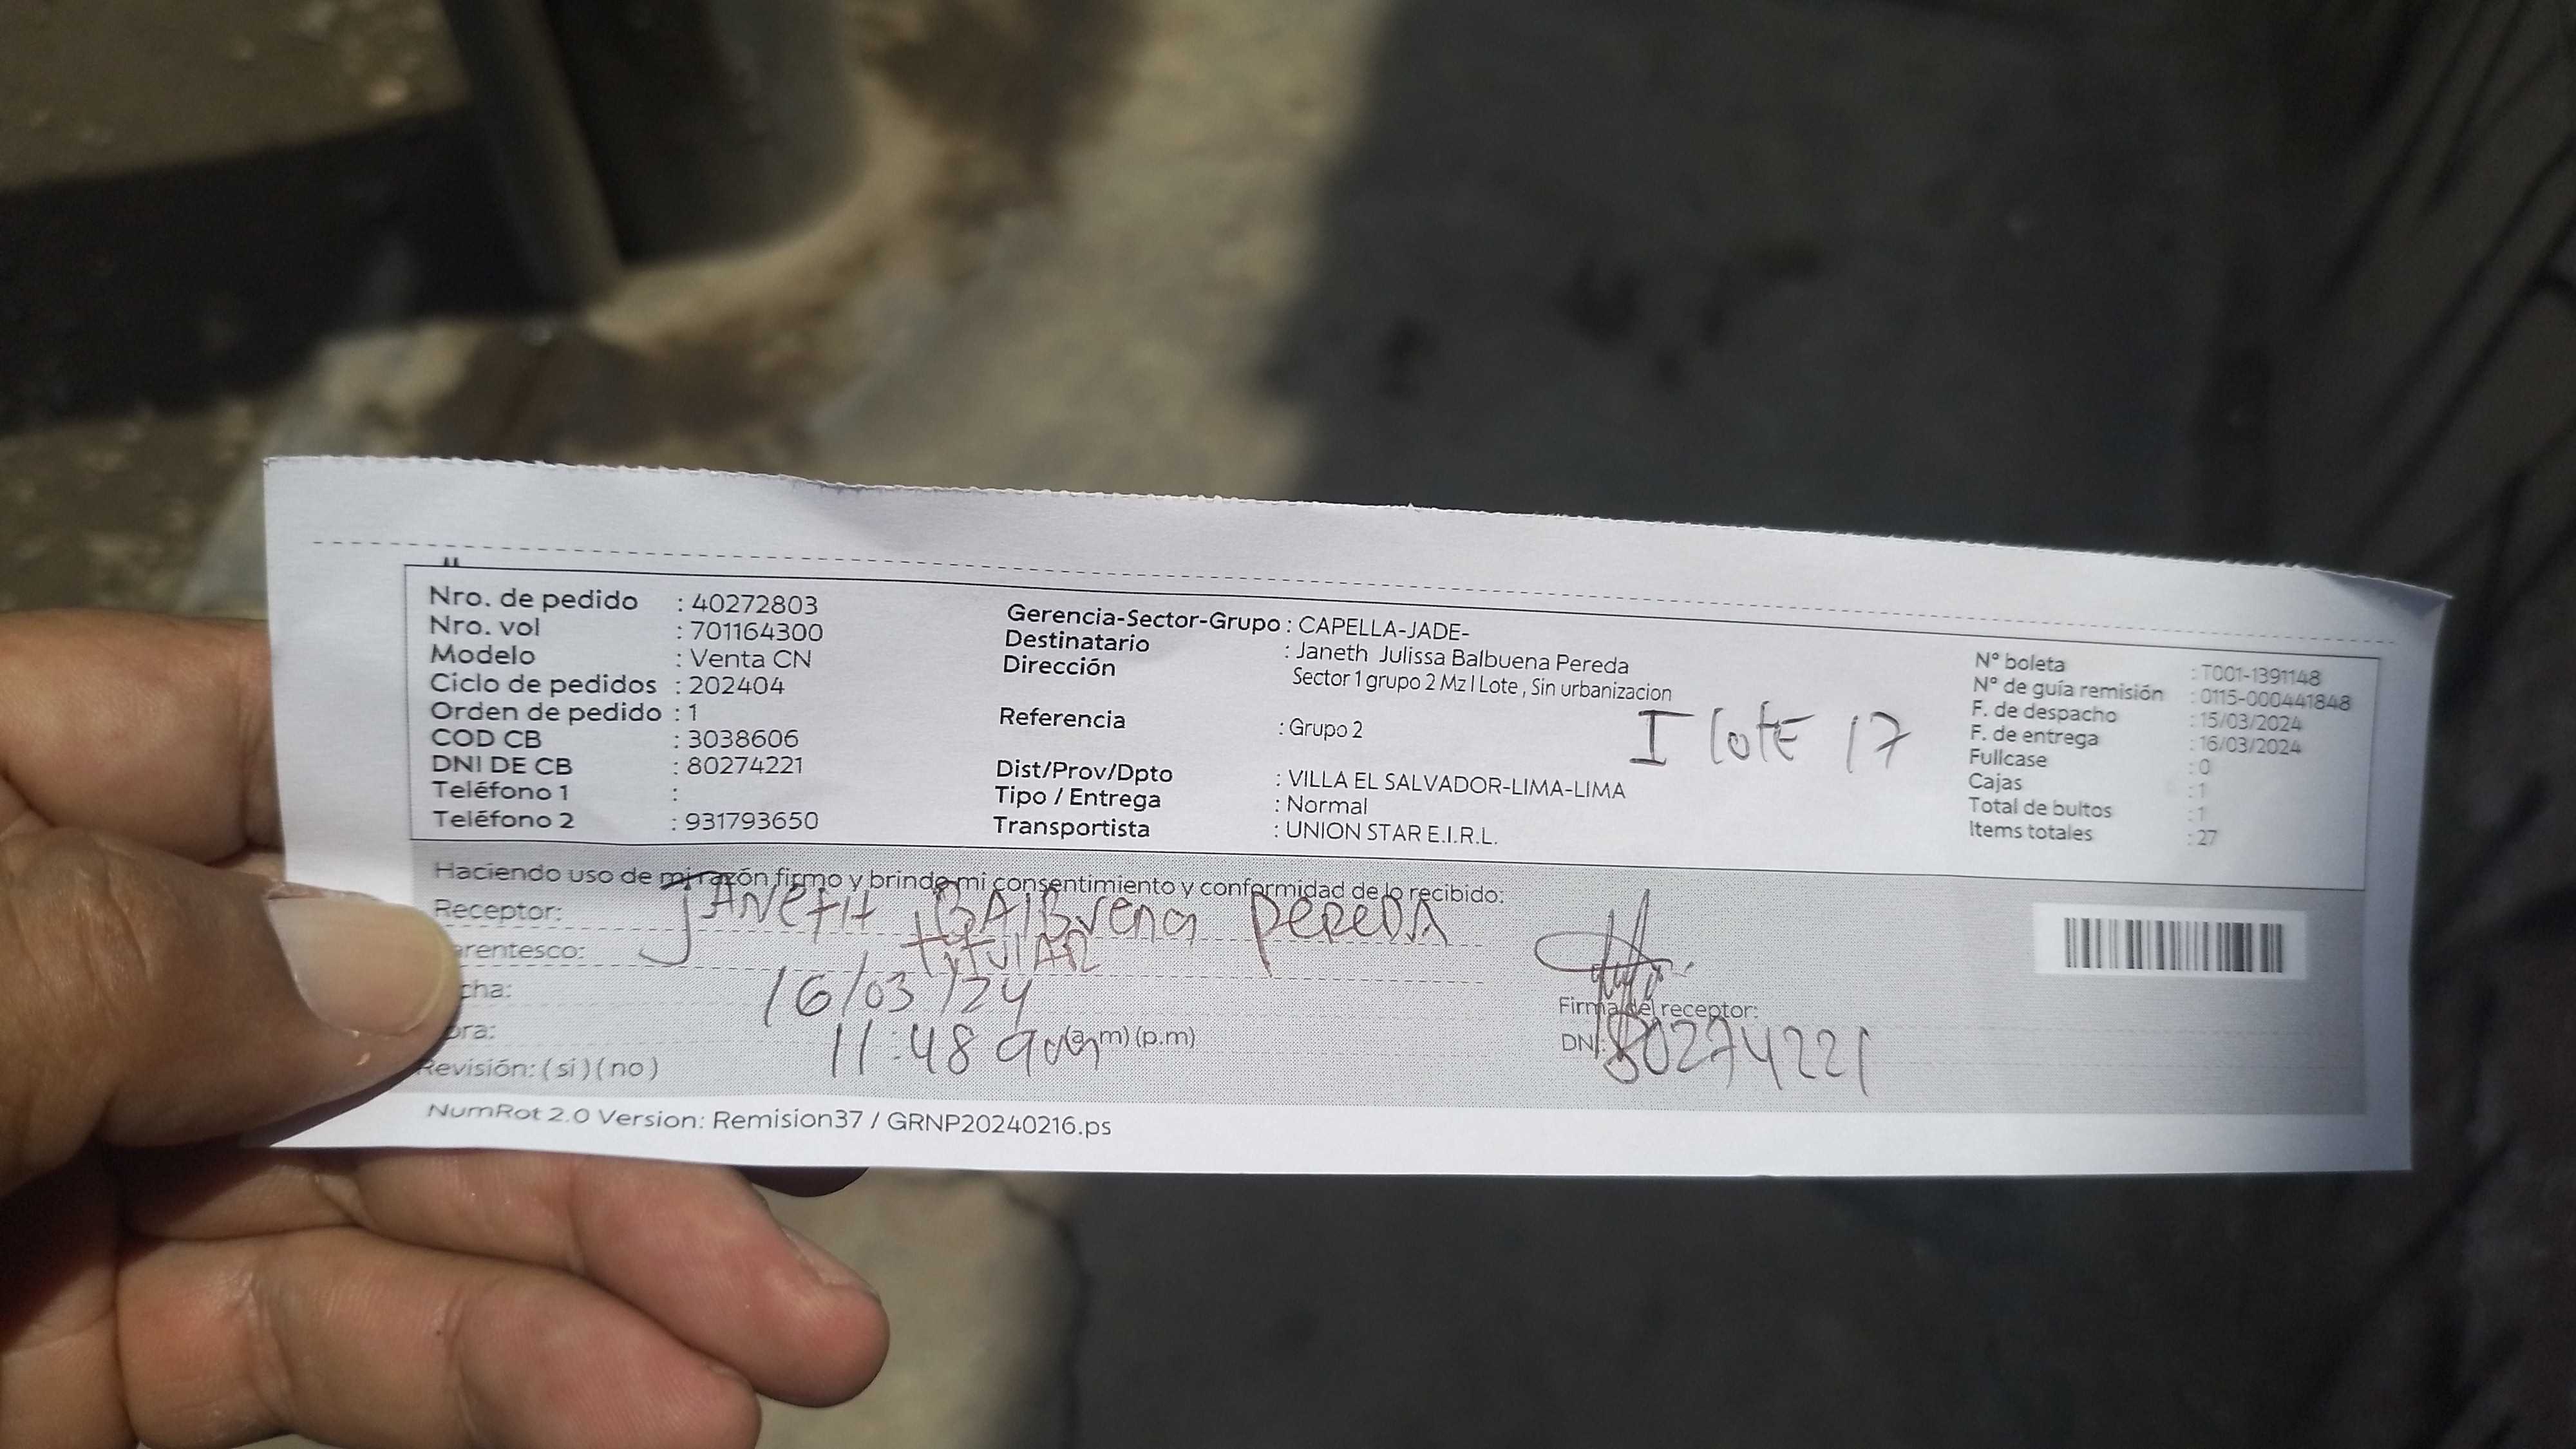 Nro. de pedido : 40272803
Nro. vol : 701164300
Modelo : Venta CN
Ciclo de pedidos : 202404
Orden de pedido : 1
COD CB : 3038606
DNI DE CB : 80274221
Teléfono 1 :
Teléfono 2 : 931793650
Gerencia-Sector-Grupo : CAPELLA-JADE-
Destinatario : Janeth Julissa Balbuena Pereda
Dirección Sector 1 grupo 2 Mz I Lote , Sin urbanizacion
I lotE 17
Referencia : Grupo 2
Dist/Prov/Dpto : VILLA EL SALVADOR-LIMA-LIMA
Tipo / Entrega : Normal
Transportista : UNION STAR E.I.R.L.
N° boleta : T001-1391148
N° de guía remisión : 0115-000441848
F. de despacho : 15/03/2024
F. de entrega : 16/03/2024
Fullcase : 0
Cajas : 1
Total de bultos : 1
Items totales : 27
Haciendo uso de mi razón firmo y brindo mi consentimiento y conformidad de lo recibido:
Receptor: JANETH BAlBuena PEREDA
arentesco: tituLAR
cha: 16/03/24
ora: 11:48 am (a.m) (p.m)
Revisión: ( si ) ( no )
Firma del receptor:
DNI: 80274221
NumRot 2.0 Version: Remision37 / GRNP20240216.ps